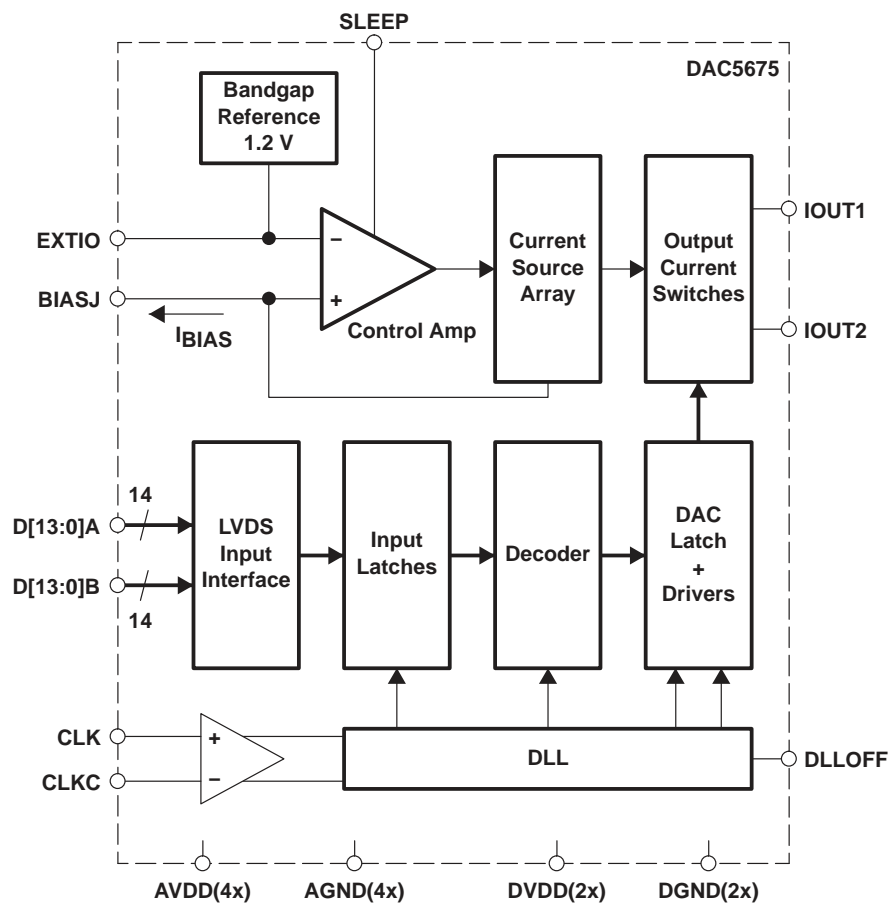 SLEEP
DAC5675
Bandgap
Reference
1.2 V
EXTIO
−
BIASJ
+
IBIAS
Control Amp
Current
Source
Array
Output
Current
Switches
IOUT1
IOUT2
14
D[13:0]A
D[13:0]B
14
LVDS
Input
Interface
Input
Latches
Decoder
DAC
Latch
+
Drivers
CLK
+
CLKC
−
DLL
DLLOFF
AVDD(4x)
AGND(4x)
DVDD(2x)
DGND(2x)